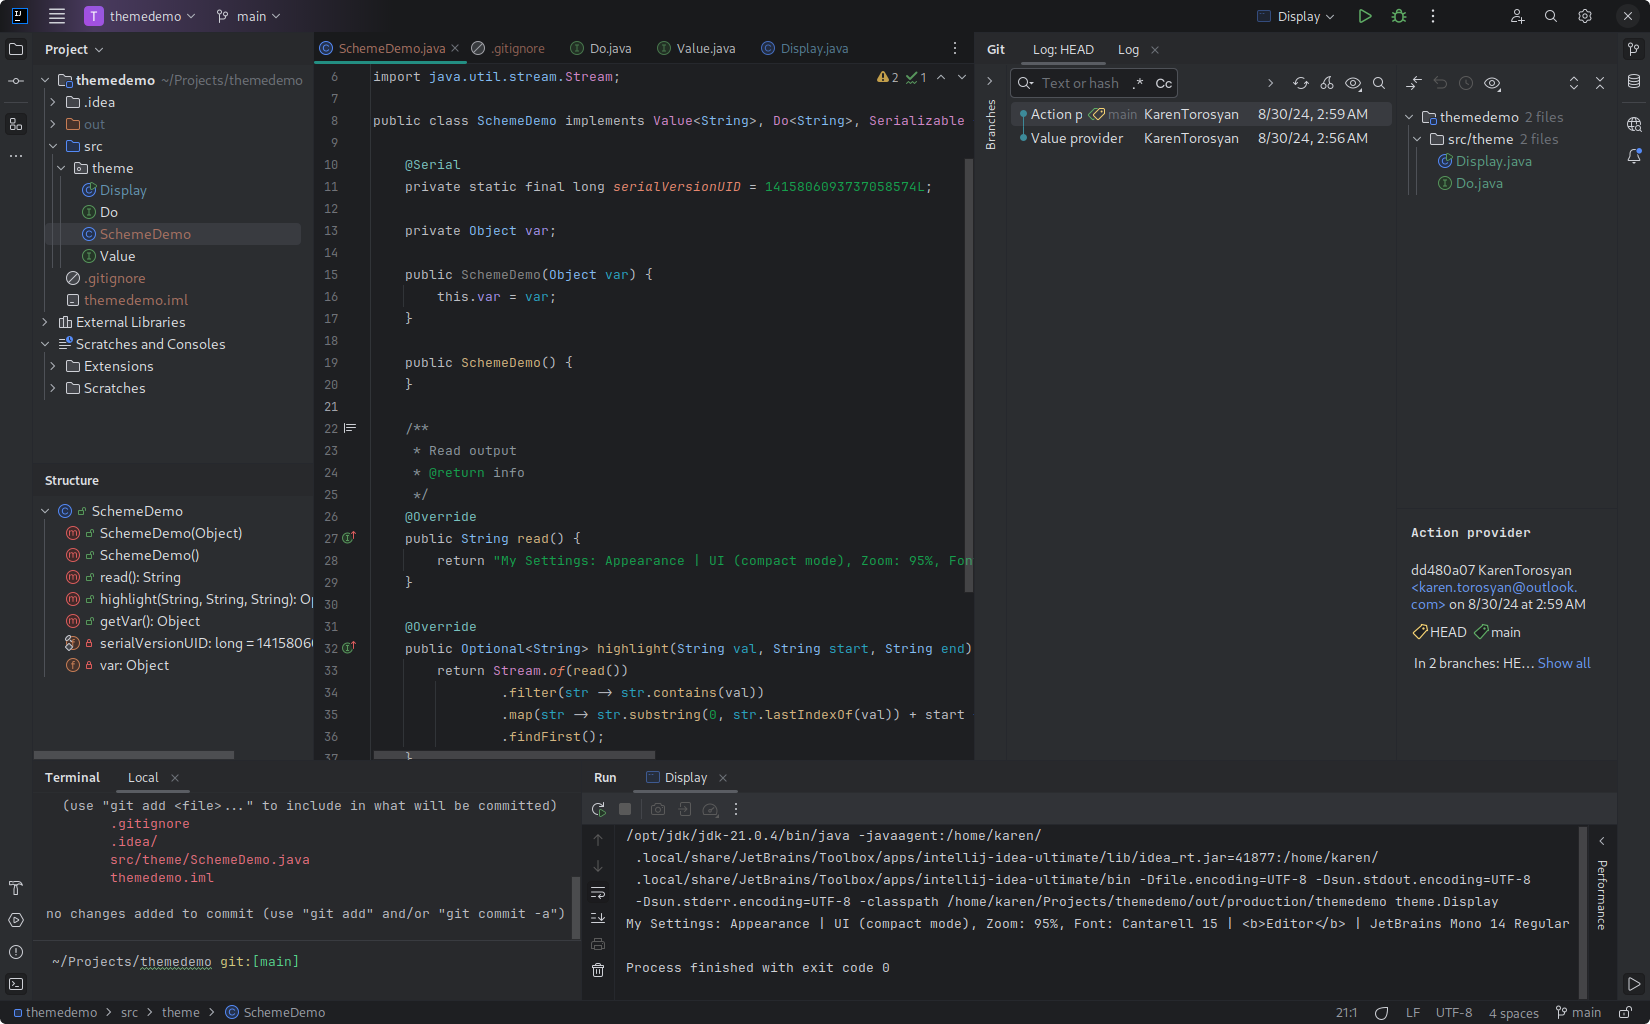 T themedemo main Display
Project
themedemo ~/Projects/themedemo
.idea
out
src
theme
Display
Do
SchemeDemo
Value
.gitignore
themedemo.iml
External Libraries
Scratches and Consoles
Extensions
Scratches
Structure
SchemeDemo
SchemeDemo(Object)
SchemeDemo()
read(): String
highlight(String, String, String): Op
getVar(): Object
serialVersionUID: long = 14158060
var: Object
SchemeDemo.java .gitignore Do.java Value.java Display.java
2 1
6 import java.util.stream.Stream;
7
8 public class SchemeDemo implements Value<String>, Do<String>, Serializable
9
10 @Serial
11 private static final long serialVersionUID = 1415806093737058574L;
12
13 private Object var;
14
15 public SchemeDemo(Object var) {
16 this.var = var;
17 }
18
19 public SchemeDemo() {
20 }
21
22 /**
23 * Read output
24 * @return info
25 */
26 @Override
27 public String read() {
28 return "My Settings: Appearance | UI (compact mode), Zoom: 95%, Fon
29 }
30
31 @Override
32 public Optional<String> highlight(String val, String start, String end)
33 return Stream.of(read())
34 .filter(str -> str.contains(val))
35 .map(str -> str.substring(0, str.lastIndexOf(val)) + start
36 .findFirst();
37 }
Git Log: HEAD Log
Text or hash .* Cc
Branches
Action p main KarenTorosyan 8/30/24, 2:59 AM
Value provider KarenTorosyan 8/30/24, 2:56 AM
themedemo 2 files
src/theme 2 files
Display.java
Do.java
Action provider
dd480a07 KarenTorosyan
<karen.torosyan@outlook.
com> on 8/30/24 at 2:59 AM
HEAD main
In 2 branches: HE... Show all
Terminal Local
(use "git add <file>..." to include in what will be committed)
.gitignore
.idea/
src/theme/SchemeDemo.java
themedemo.iml
no changes added to commit (use "git add" and/or "git commit -a")
~/Projects/themedemo git:[main]
Run Display
/opt/jdk/jdk-21.0.4/bin/java -javaagent:/home/karen/
.local/share/JetBrains/Toolbox/apps/intellij-idea-ultimate/lib/idea_rt.jar=41877:/home/karen/
.local/share/JetBrains/Toolbox/apps/intellij-idea-ultimate/bin -Dfile.encoding=UTF-8 -Dsun.stdout.encoding=UTF-8
-Dsun.stderr.encoding=UTF-8 -classpath /home/karen/Projects/themedemo/out/production/themedemo theme.Display
My Settings: Appearance | UI (compact mode), Zoom: 95%, Font: Cantarell 15 | <b>Editor</b> | JetBrains Mono 14 Regular
Process finished with exit code 0
Performance
themedemo > src > theme > SchemeDemo
21:1 LF UTF-8 4 spaces main